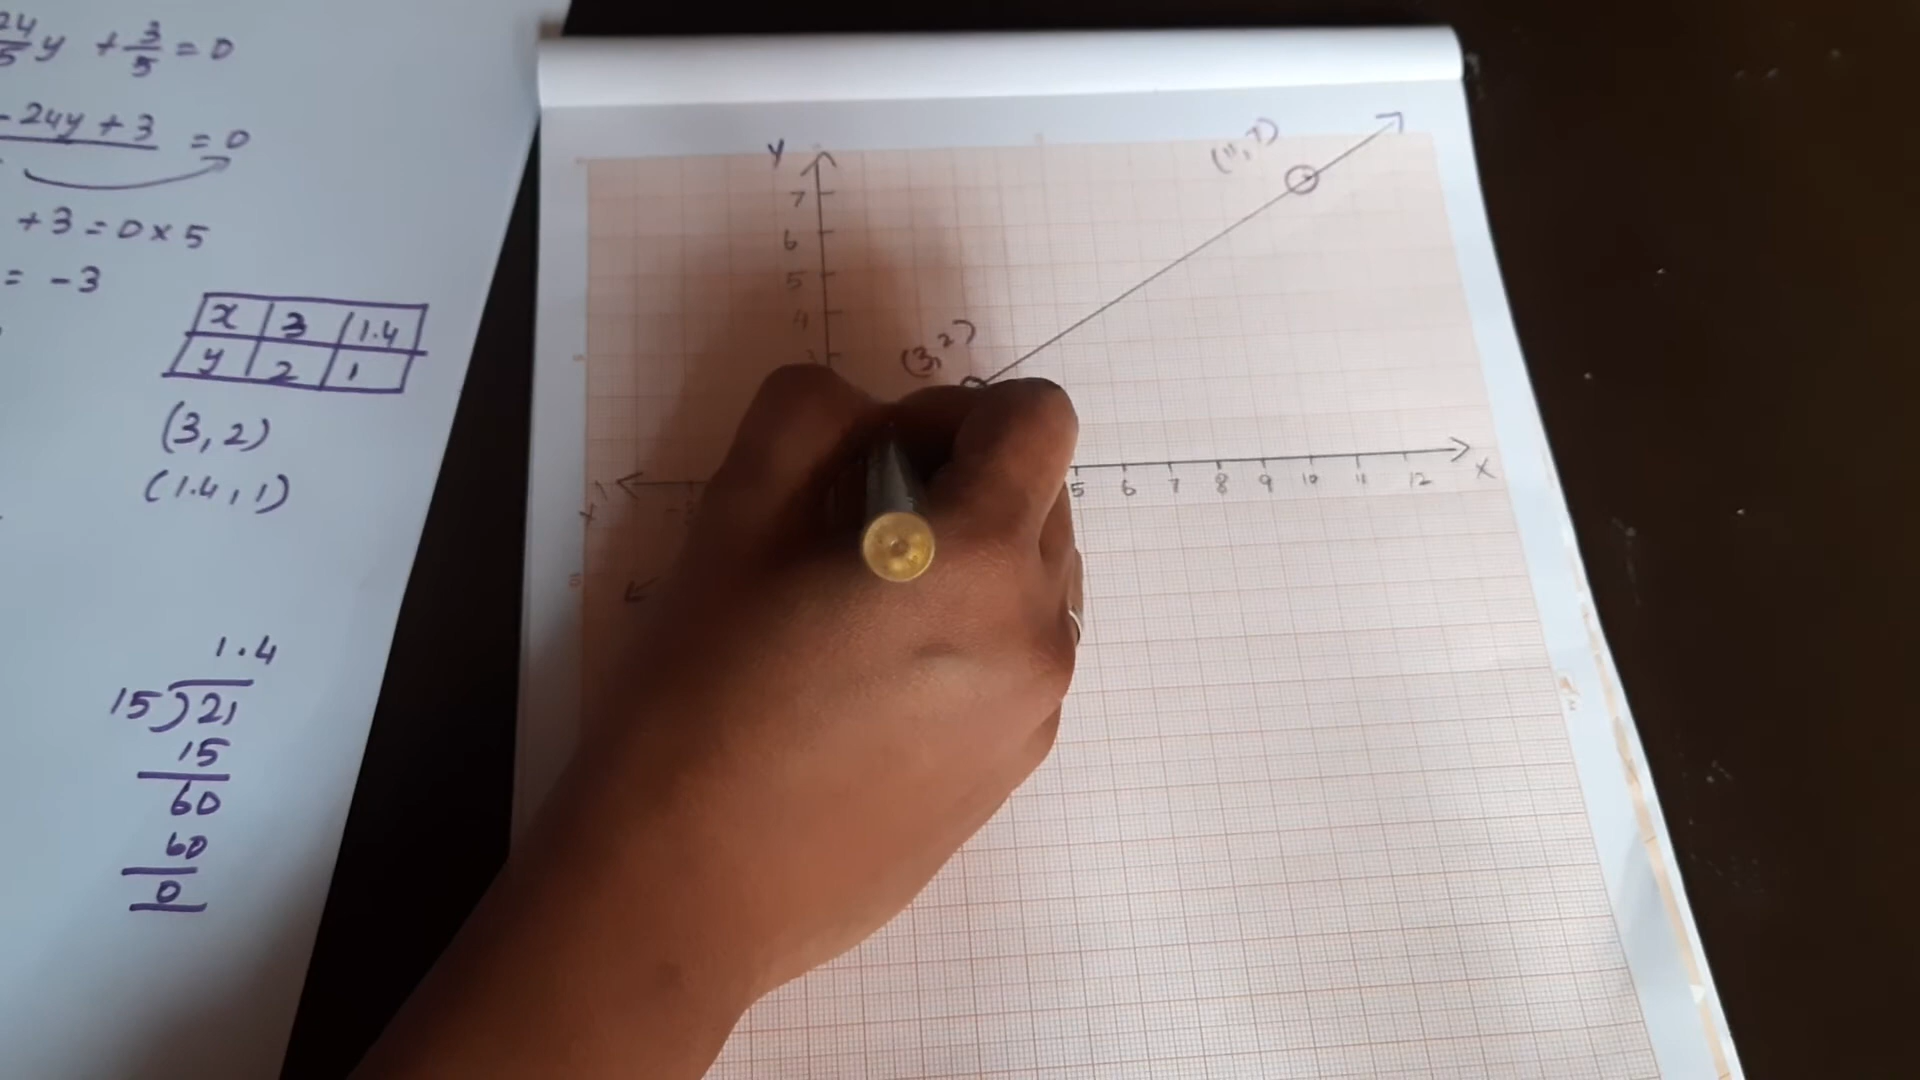 24/5 y + 3/5 = 0
- 24y + 3 = 0
+ 3 = 0 × 5
= -3
x | 3 | 1.4
y | 2 | 1
(3, 2)
(1.4, 1)
1.4
15)21
15
60
60
0
Y
7
6
5
4
(11, 7)
(3, 2)
5 6 7 8 9 10 11 12 X